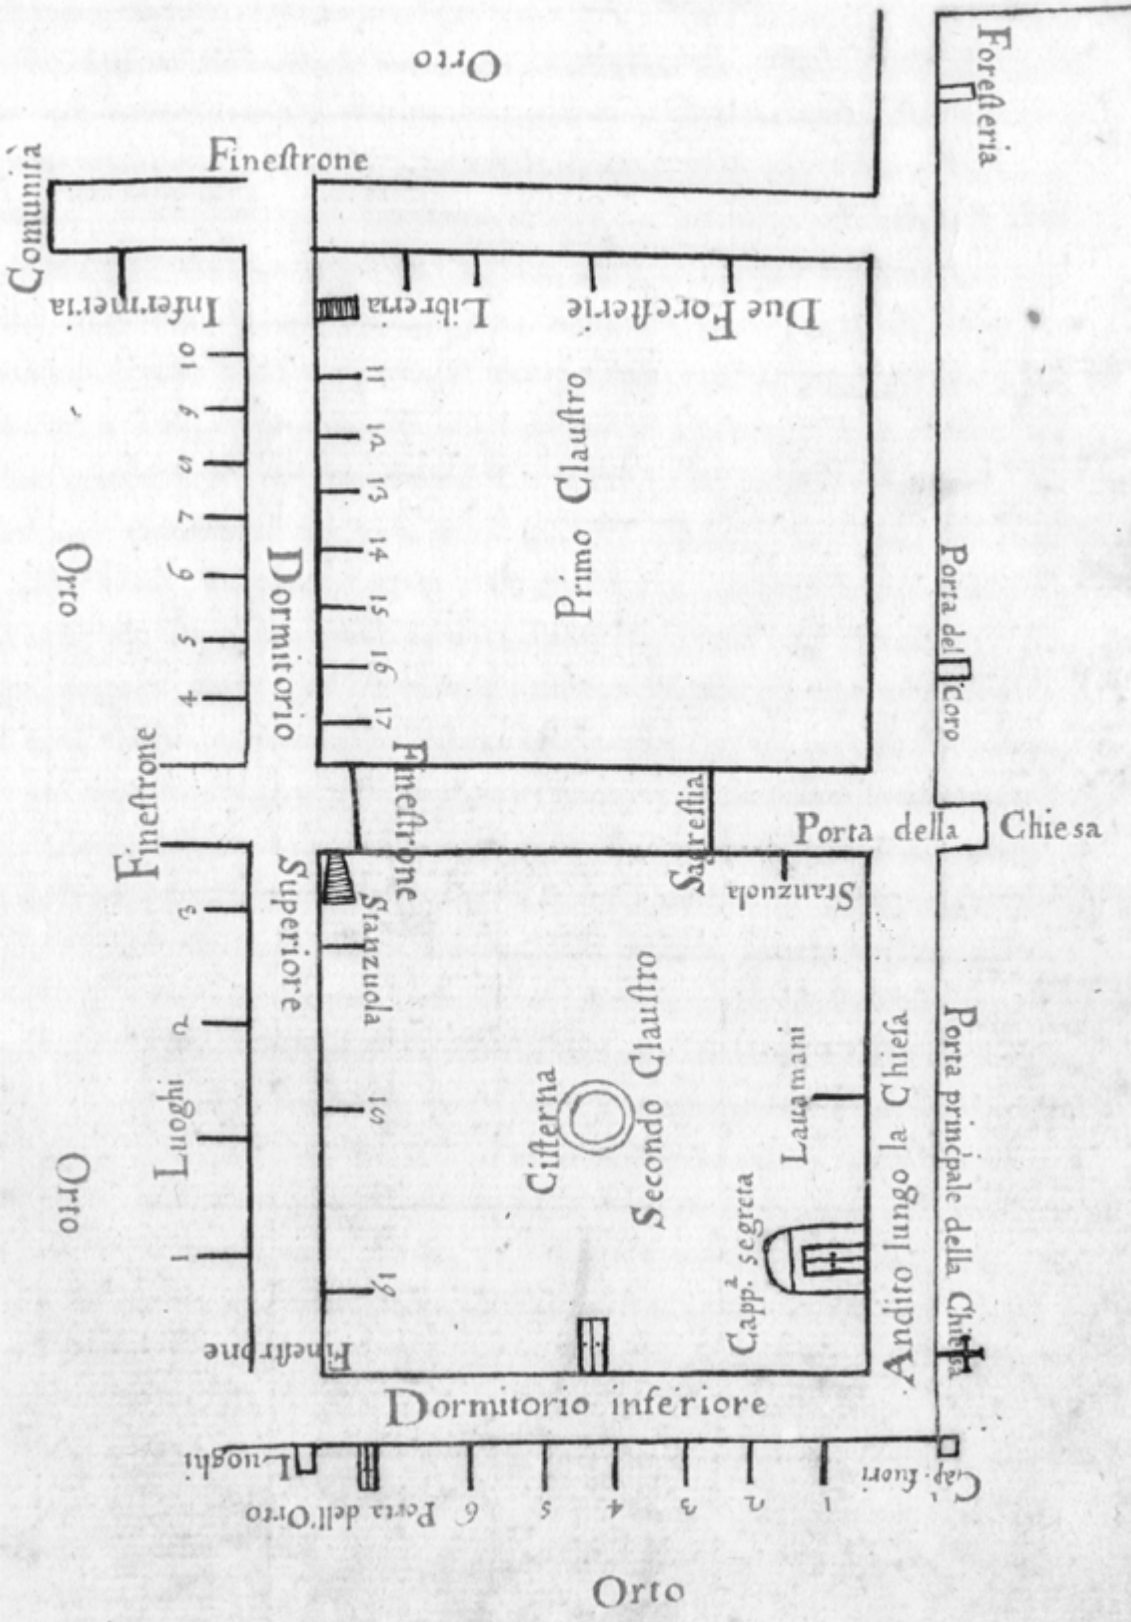 Orto
Foresteria
Finestrone
Comunità
Infermeria
Libreria
Due Foresterie
10
9
8
7
6
5
4
Orto
Dormitorio
11
12
13
14
15
16
17
Primo Claustro
Porta del Coro
Finestrone
Finestrone
Sagrestia
Porta della Chiesa
Superiore
Stanzuola
Stanzuola
3
2
Luoghi
1
Orto
Cisterna
Secondo Claustro
Lauamani
Capp.ª segreta
Andito lungo la Chiesa
Porta principale della Chiesa
19
Finestrone
Dormitorio inferiore
Luoghi
Porta dell'Orto
6
5
4
3
2
1
Cap. fuori
Orto